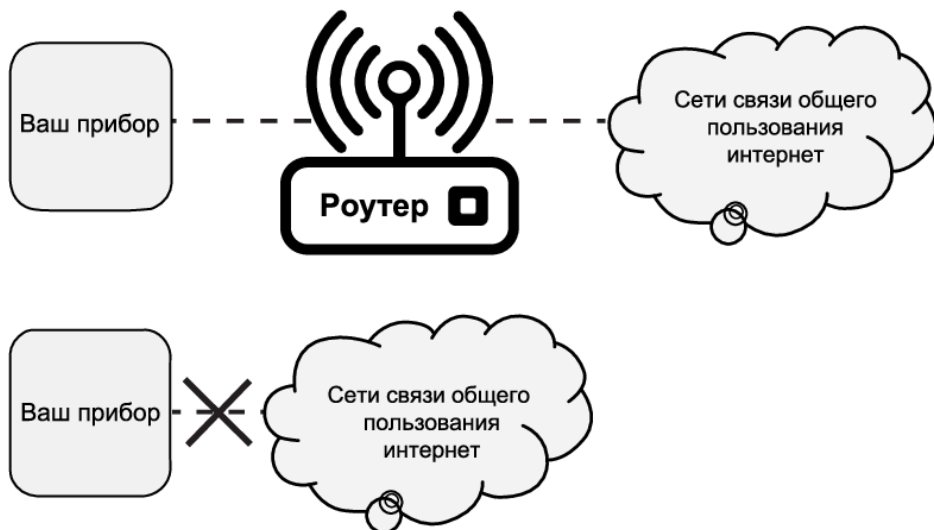 Ваш прибор
Роутер
Сети связи общего
пользования
интернет
Ваш прибор
Сети связи общего
пользования
интернет